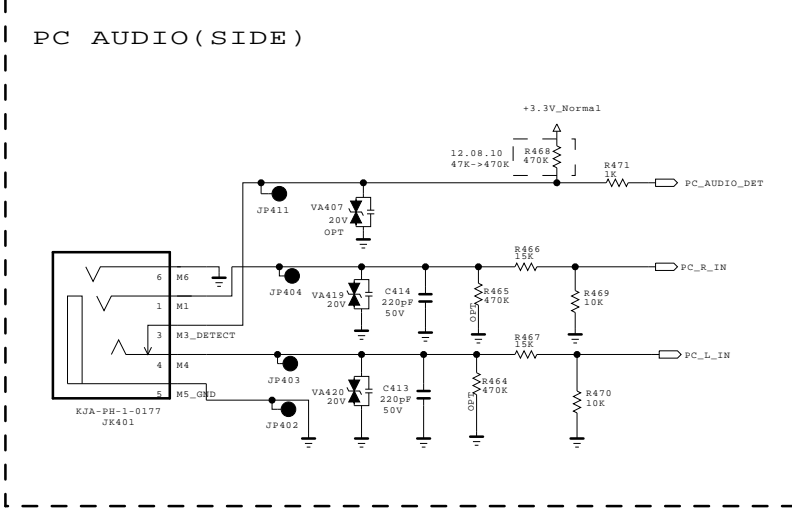 PC AUDIO(SIDE)
+3.3V_Normal
12.08.10
47K->470K
R468
470K
R471
1K
PC_AUDIO_DET
JP411
VA407
20V
OPT
R466
15K
PC_R_IN
6 M6
JP404
VA419
20V
C414
220pF
50V
R465
470K
OPT
R469
10K
1 M1
3 M3_DETECT
R467
15K
PC_L_IN
4 M4
JP403
VA420
20V
C413
220pF
50V
R464
470K
OPT
R470
10K
5 M5_GND
KJA-PH-1-0177
JK401
JP402